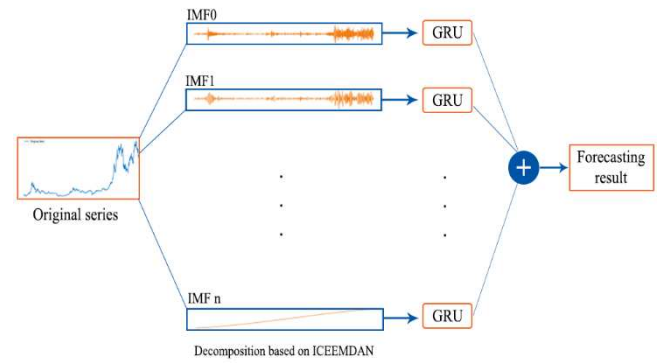 IMF0
GRU
IMF1
GRU
Original series
+
Forecasting
result
IMF n
GRU
Decomposition based on ICEEMDAN